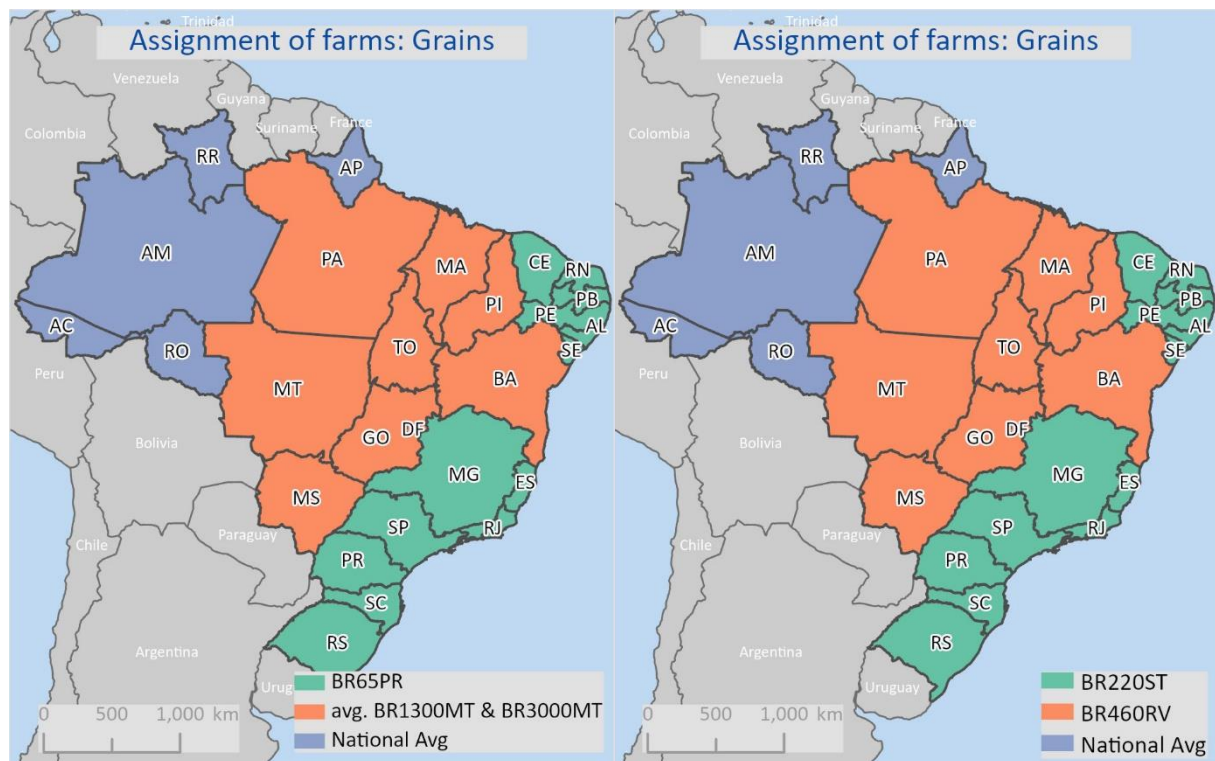 Trinidad
Assignment of farms: Grains
Venezuela
Guyana
Suriname
France
Colombia
RR
AP
AM
PA
MA
CE
RN
PB
PI
PE
AL
AC
SE
TO
RO
BA
Peru
MT
DF
GO
Bolivia
MG
ES
MS
SP
RJ
Paraguay
Chile
PR
SC
RS
Argentina
BR65PR
Urug
0 500 1,000 km
avg. BR1300MT & BR3000MT
National Avg
Trinidad
Assignment of farms: Grains
Venezuela
Guyana
Suriname
France
Colombia
RR
AP
AM
PA
MA
CE
RN
PB
PI
PE
AL
AC
SE
TO
RO
BA
Peru
MT
DF
GO
Bolivia
MG
ES
MS
SP
RJ
Paraguay
Chile
PR
SC
RS
Argentina
Uruguay
BR220ST
0 500 1,000 km
BR460RV
National Avg